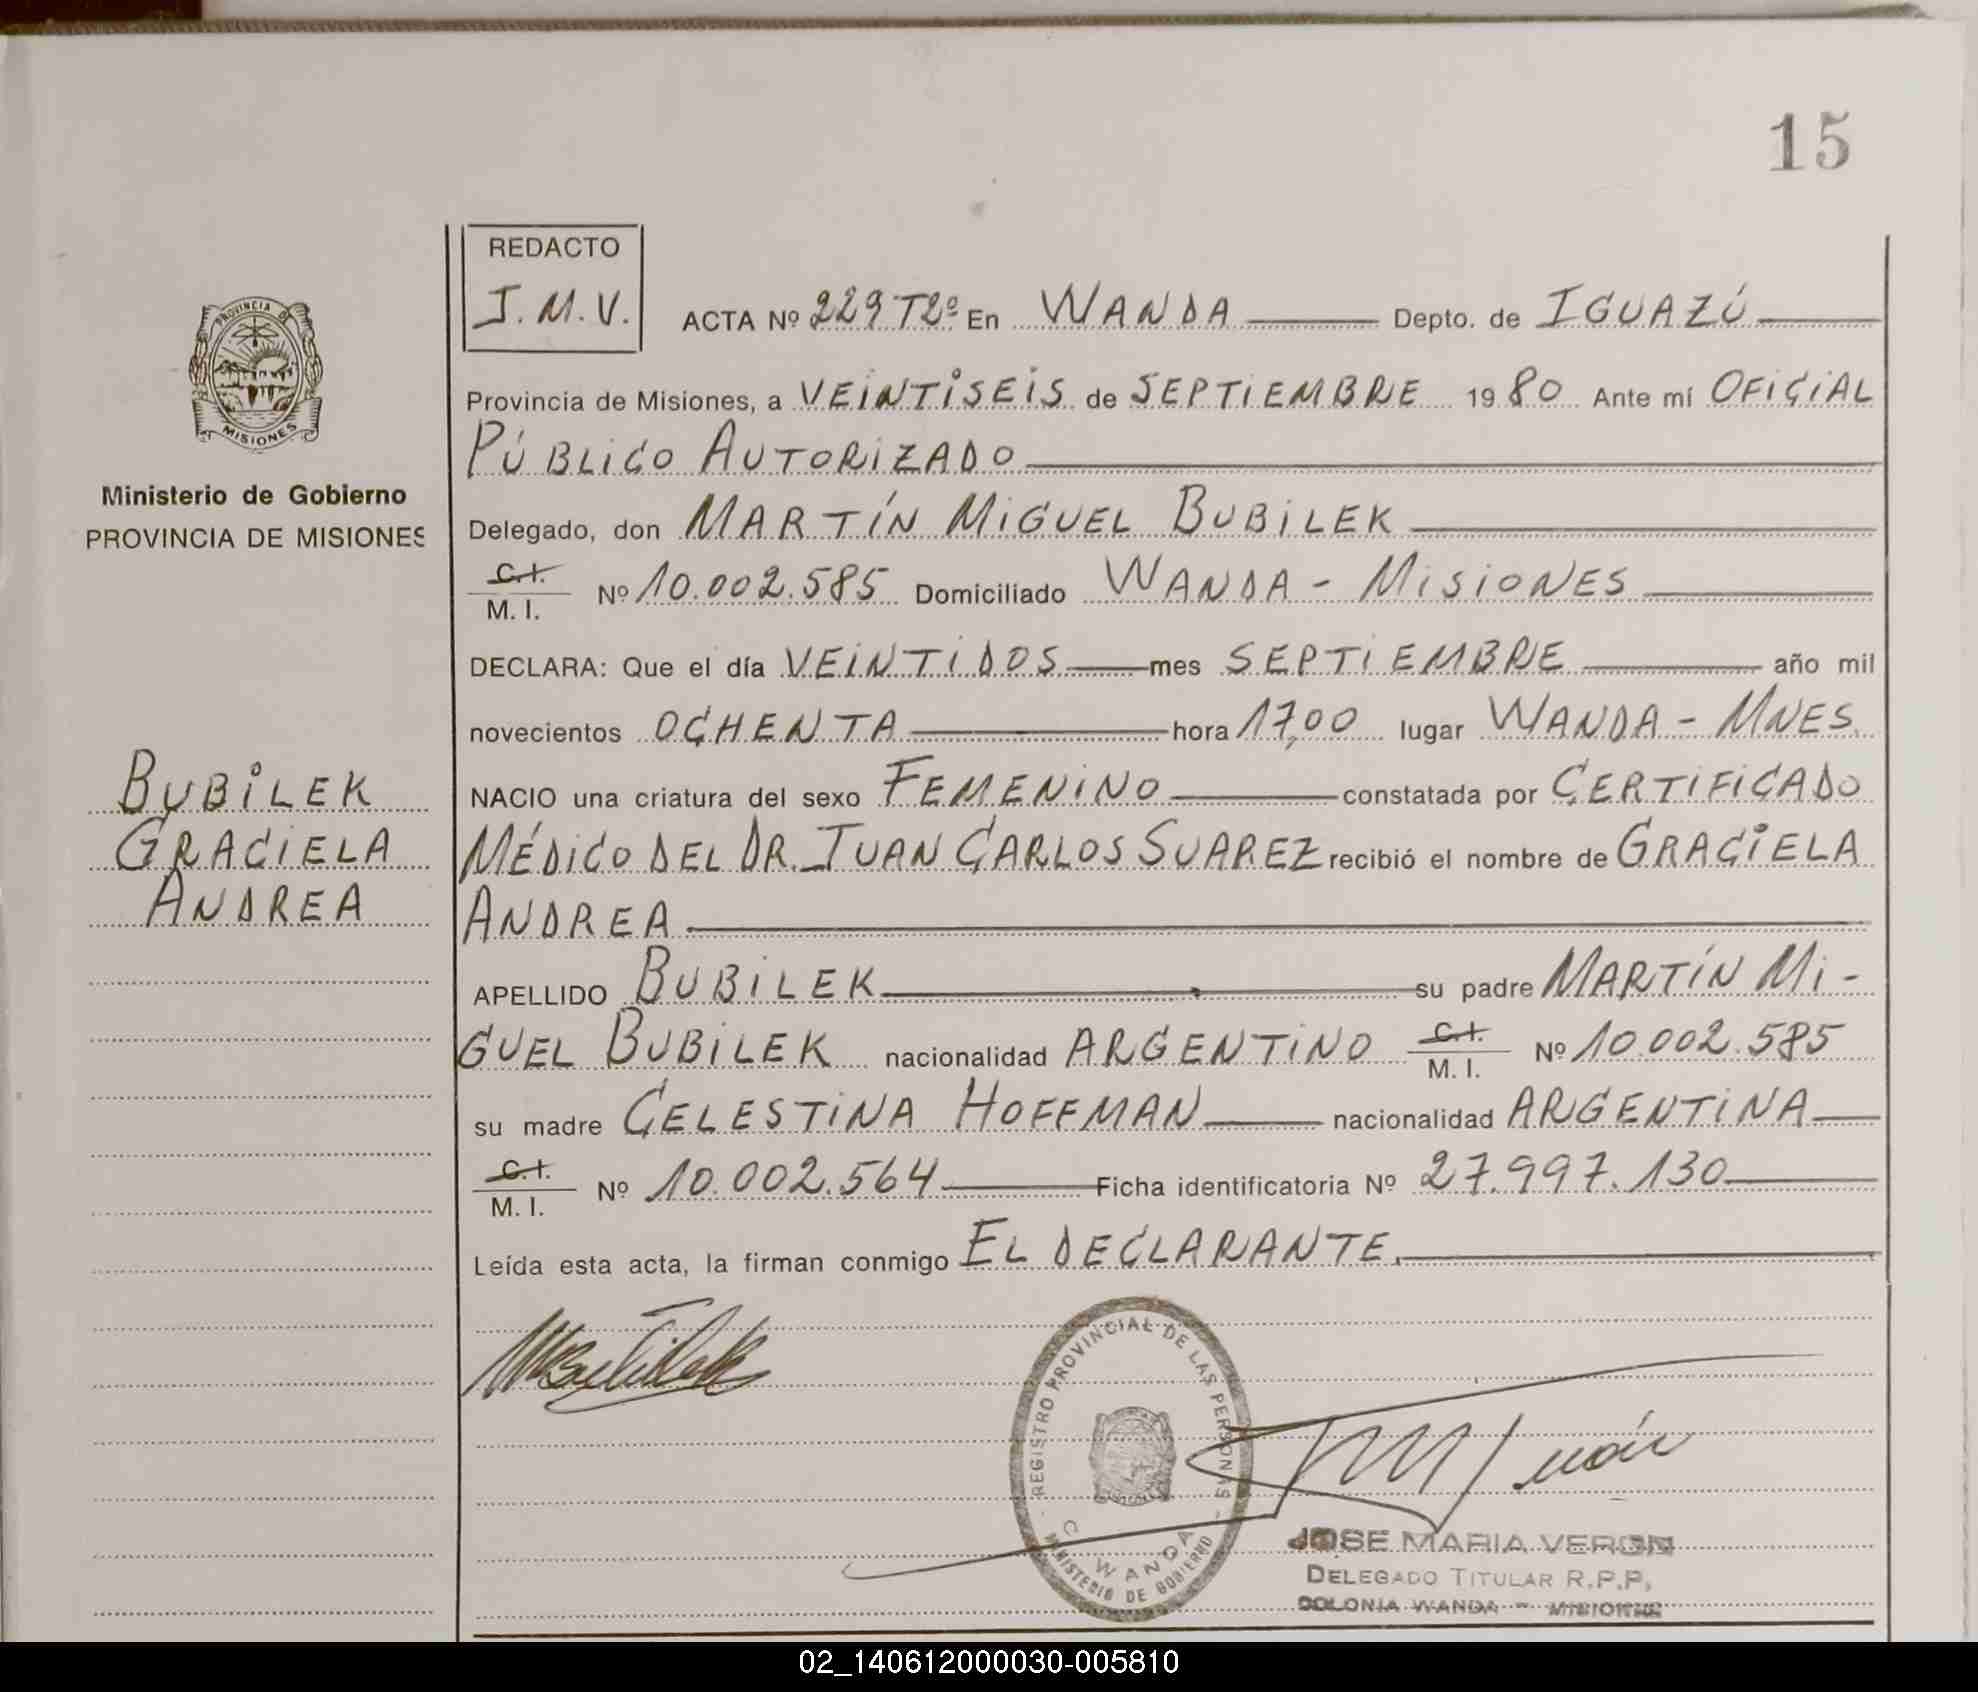 15
REDACTO
J.M.V.
ACTA Nº 229 T2º En WANDA Depto. de IGUAZÚ
PROVINCIA DE
MISIONES
Provincia de Misiones, a VEINTISEIS de SEPTIEMBRE 1980 Ante mí OFICIAL
PÚBLICO AUTORIZADO
Ministerio de Gobierno
PROVINCIA DE MISIONES
Delegado, don MARTÍN MIGUEL BUBILEK
C.I.
M. I. Nº 10.002.585 Domiciliado WANDA - MISIONES
DECLARA: Que el día VEINTIDOS mes SEPTIEMBRE año mil
novecientos OCHENTA hora 17,00 lugar WANDA - MNES.
BUBILEK
GRACIELA
ANDREA
NACIO una criatura del sexo FEMENINO constatada por CERTIFICADO
MÉDICO DEL DR. JUAN CARLOS SUAREZ recibió el nombre de GRACIELA
ANDREA
APELLIDO BUBILEK su padre MARTÍN MI-
GUEL BUBILEK nacionalidad ARGENTINO C.I. M. I. Nº 10.002.585
su madre CELESTINA HOFFMAN nacionalidad ARGENTINA
C.I.
M. I. Nº 10.002.564 Ficha identificatoria Nº 27.997.130
Leída esta acta, la firman conmigo EL DECLARANTE.
REGISTRO PROVINCIAL DE LAS PERSONAS
WANDA
MINISTERIO DE GOBIERNO
JOSE MARIA VERON
DELEGADO TITULAR R.P.P.
COLONIA WANDA - MISIONES
02_140612000030-005810